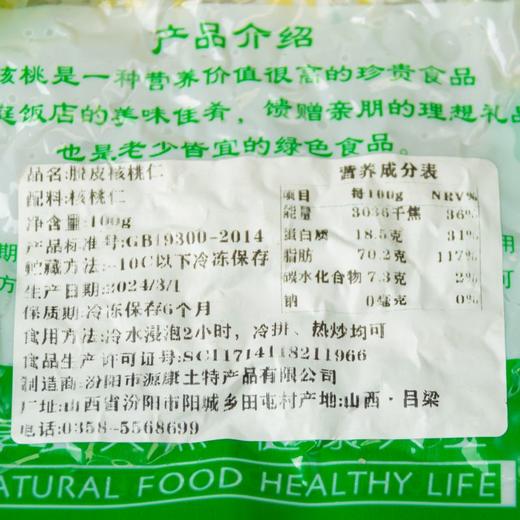 产品介绍
核桃是一种营养价值很高的珍贵食品
庭饭店的美味佳肴，馈赠亲朋的理想礼品
也是老少皆宜的绿色食品。
品名:脱皮核桃仁
配料:核桃仁
净含量:100g
产品标准号:GB19300-2014
贮藏方法:-10C以下冷冻保存
生产日期:2024/3/1
保质期:冷冻保存6个月
食用方法:冷水浸泡2小时，冷拼、热炒均可
食品生产许可证号:SC11714118211966
制造商:汾阳市源康土特产品有限公司
厂址:山西省汾阳市阳城乡田屯村产地:山西·吕梁
电话:0358-5568699
营养成分表
项目 每100g NRV%
能量 3036千焦 36%
蛋白质 18.5克 31%
脂肪 70.2克 117%
碳水化合物 7.3克 2%
钠 0毫克 0%
NATURAL FOOD HEALTHY LIFE